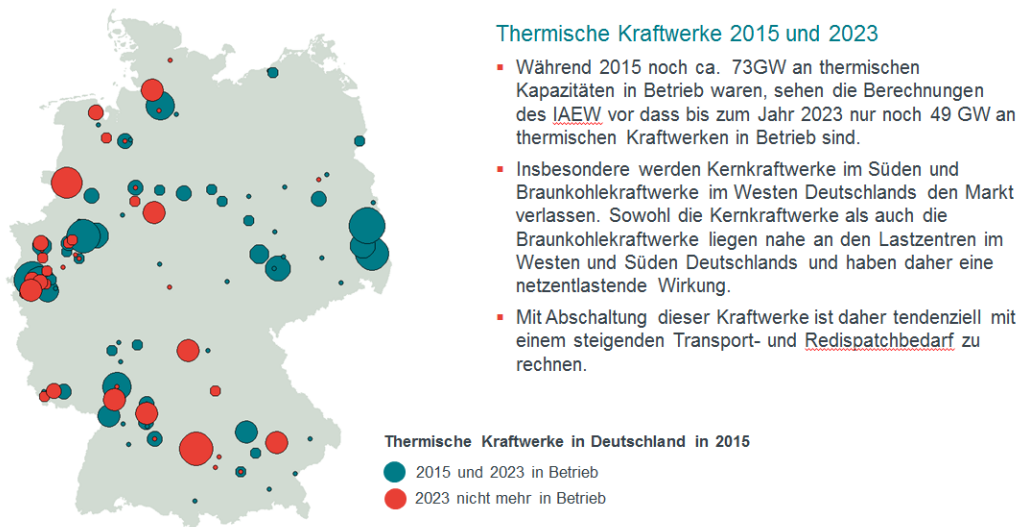 Thermische Kraftwerke 2015 und 2023
Während 2015 noch ca. 73GW an thermischen
Kapazitäten in Betrieb waren, sehen die Berechnungen
des IAEW vor dass bis zum Jahr 2023 nur noch 49 GW an
thermischen Kraftwerken in Betrieb sind.
Insbesondere werden Kernkraftwerke im Süden und
Braunkohlekraftwerke im Westen Deutschlands den Markt
verlassen. Sowohl die Kernkraftwerke als auch die
Braunkohlekraftwerke liegen nahe an den Lastzentren im
Westen und Süden Deutschlands und haben daher eine
netzentlastende Wirkung.
Mit Abschaltung dieser Kraftwerke ist daher tendenziell mit
einem steigenden Transport- und Redispatchbedarf zu
rechnen.
Thermische Kraftwerke in Deutschland in 2015
2015 und 2023 in Betrieb
2023 nicht mehr in Betrieb